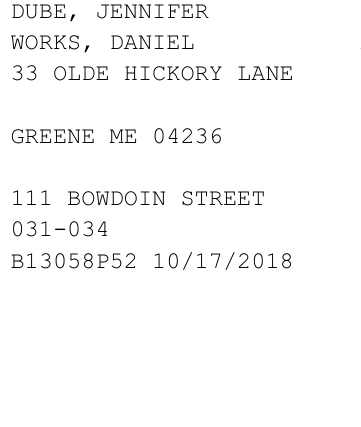 DUBE, JENNIFER
WORKS, DANIEL
33 OLDE HICKORY LANE
GREENE ME 04236
111 BOWDOIN STREET
031-034
B13058P52 10/17/2018